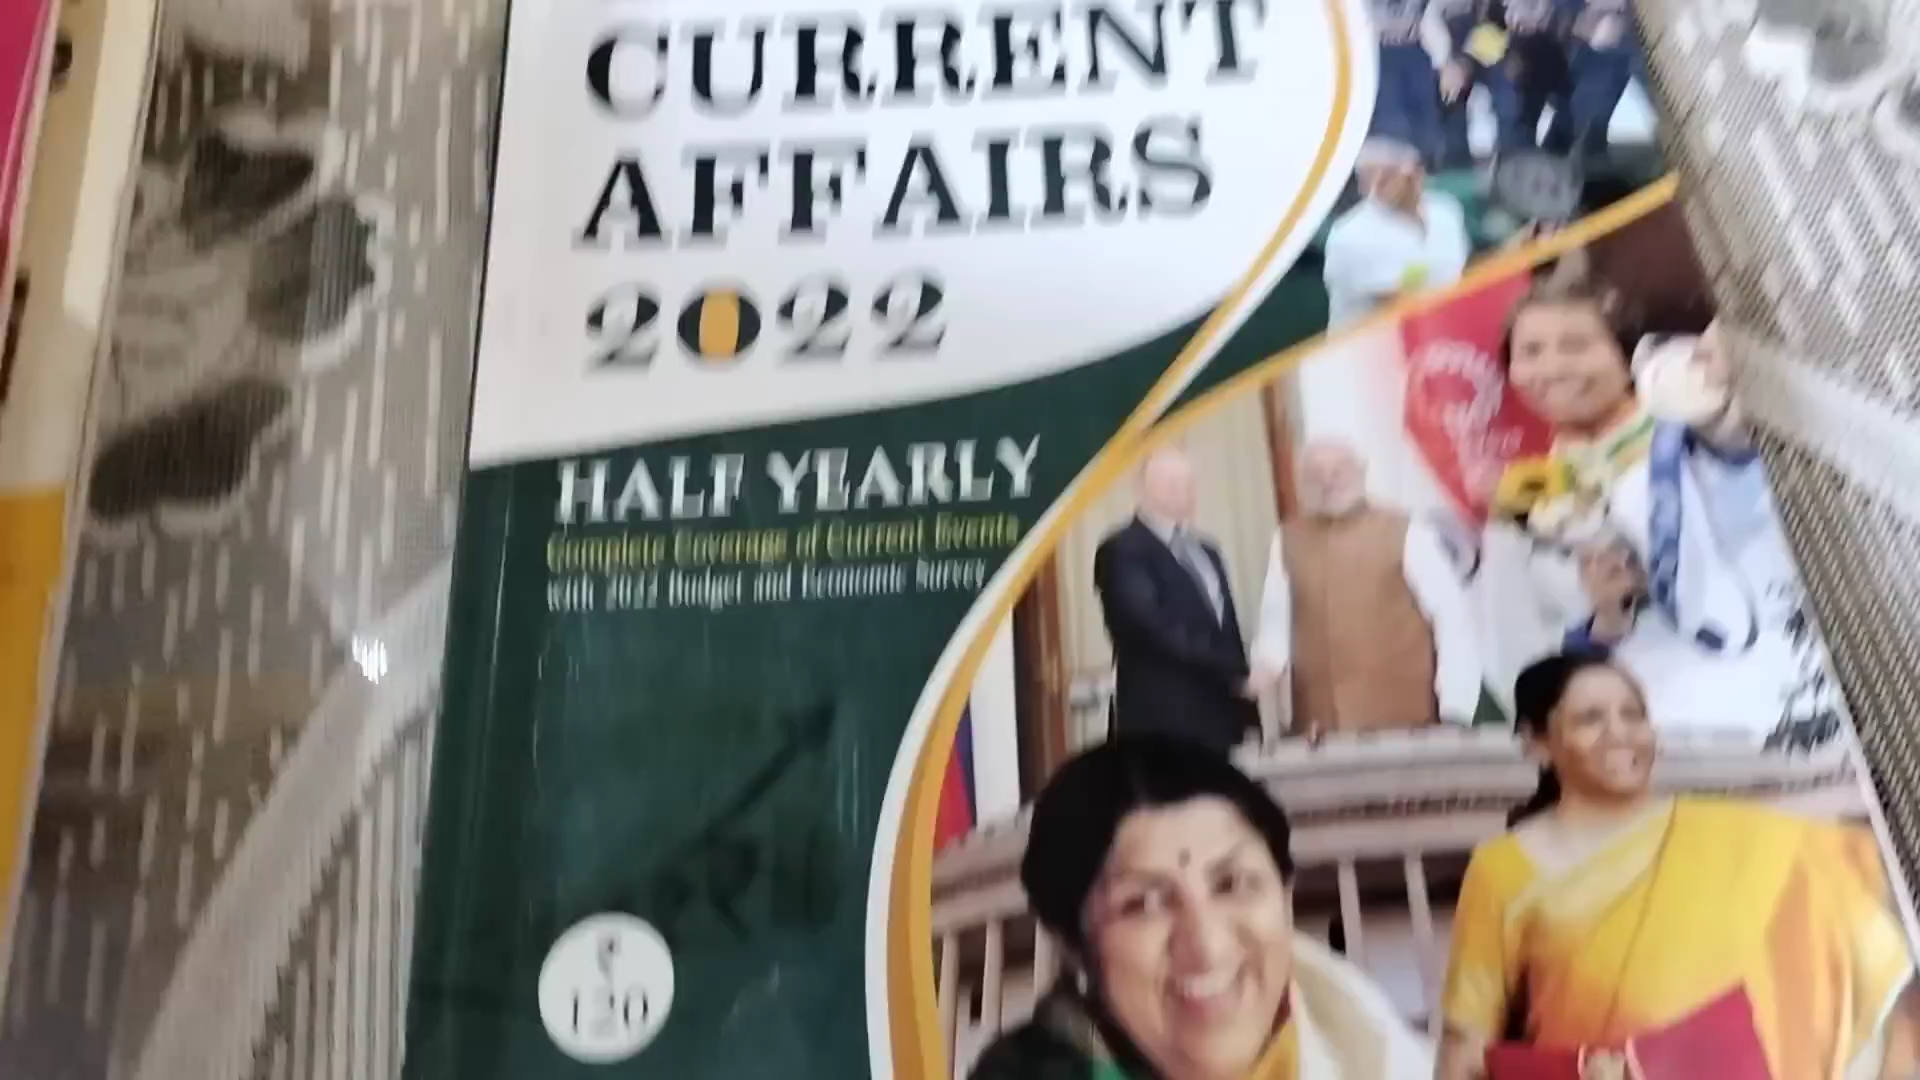 CURRENT
AFFAIRS
2022
HALF YEARLY
Complete Coverage of Current Events
with 2022 Budget and Economic Survey
₹
120